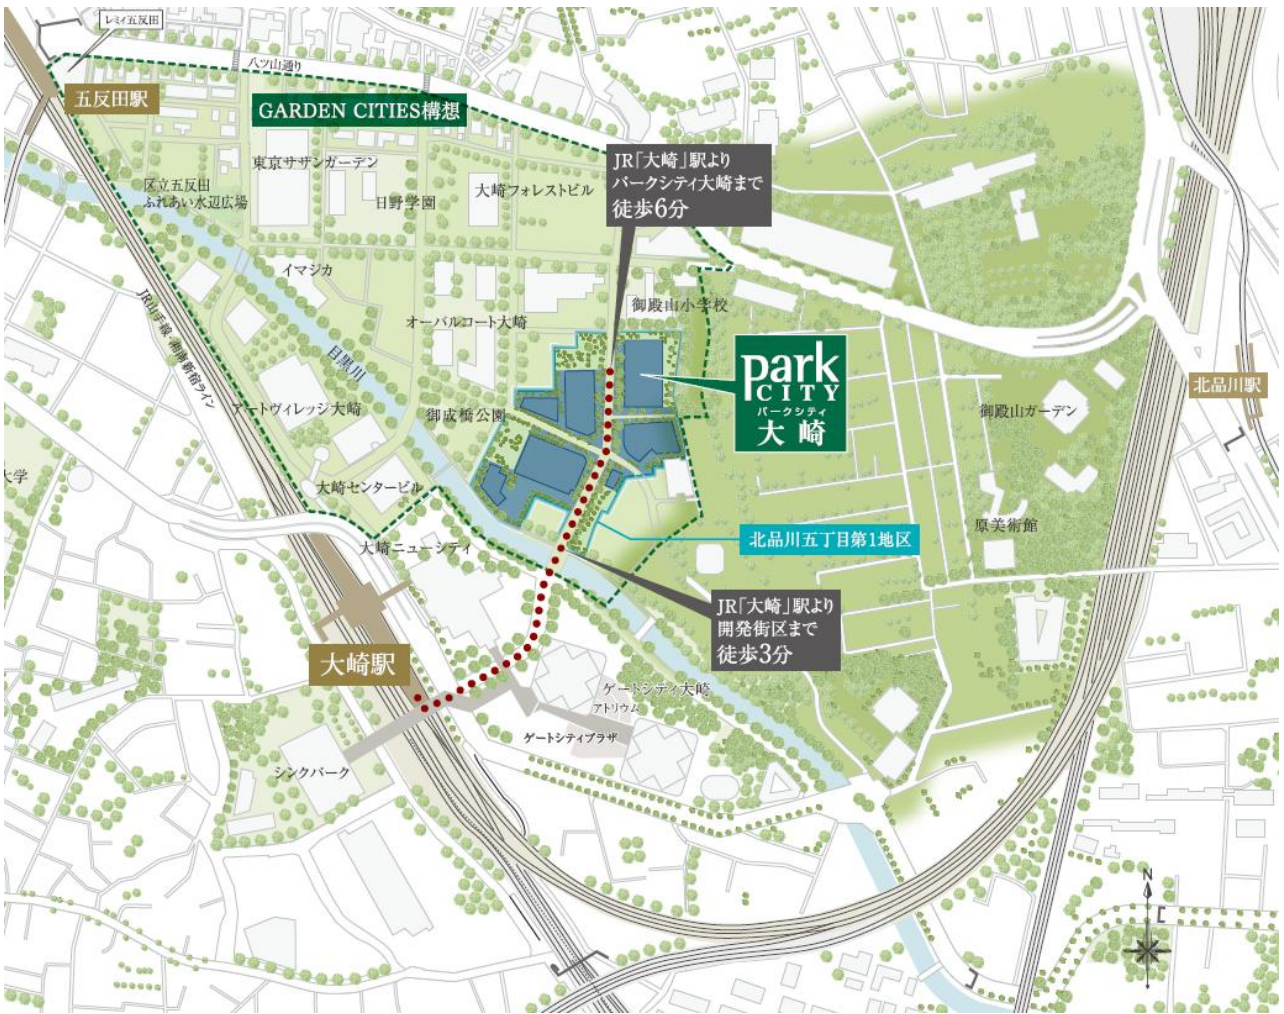 レミィ五反田
八ツ山通り
五反田駅
GARDEN CITIES構想
東京サザンガーデン
JR「大崎」駅より
パークシティ大崎まで
徒歩6分
区立五反田
ふれあい水辺広場
日野学園
大崎フォレストビル
イマジカ
御殿山小学校
JR山手線・湘南新宿ライン
オーバルコート大崎
目黒川
park
CITY
パークシティ
大崎
北品川駅
アートヴィレッジ大崎
御成橋公園
御殿山ガーデン
大学
大崎センタービル
原美術館
北品川五丁目第1地区
大崎ニューシティ
JR「大崎」駅より
開発街区まで
徒歩3分
大崎駅
ゲートシティ大崎
アトリウム
ゲートシティプラザ
シンクパーク
N